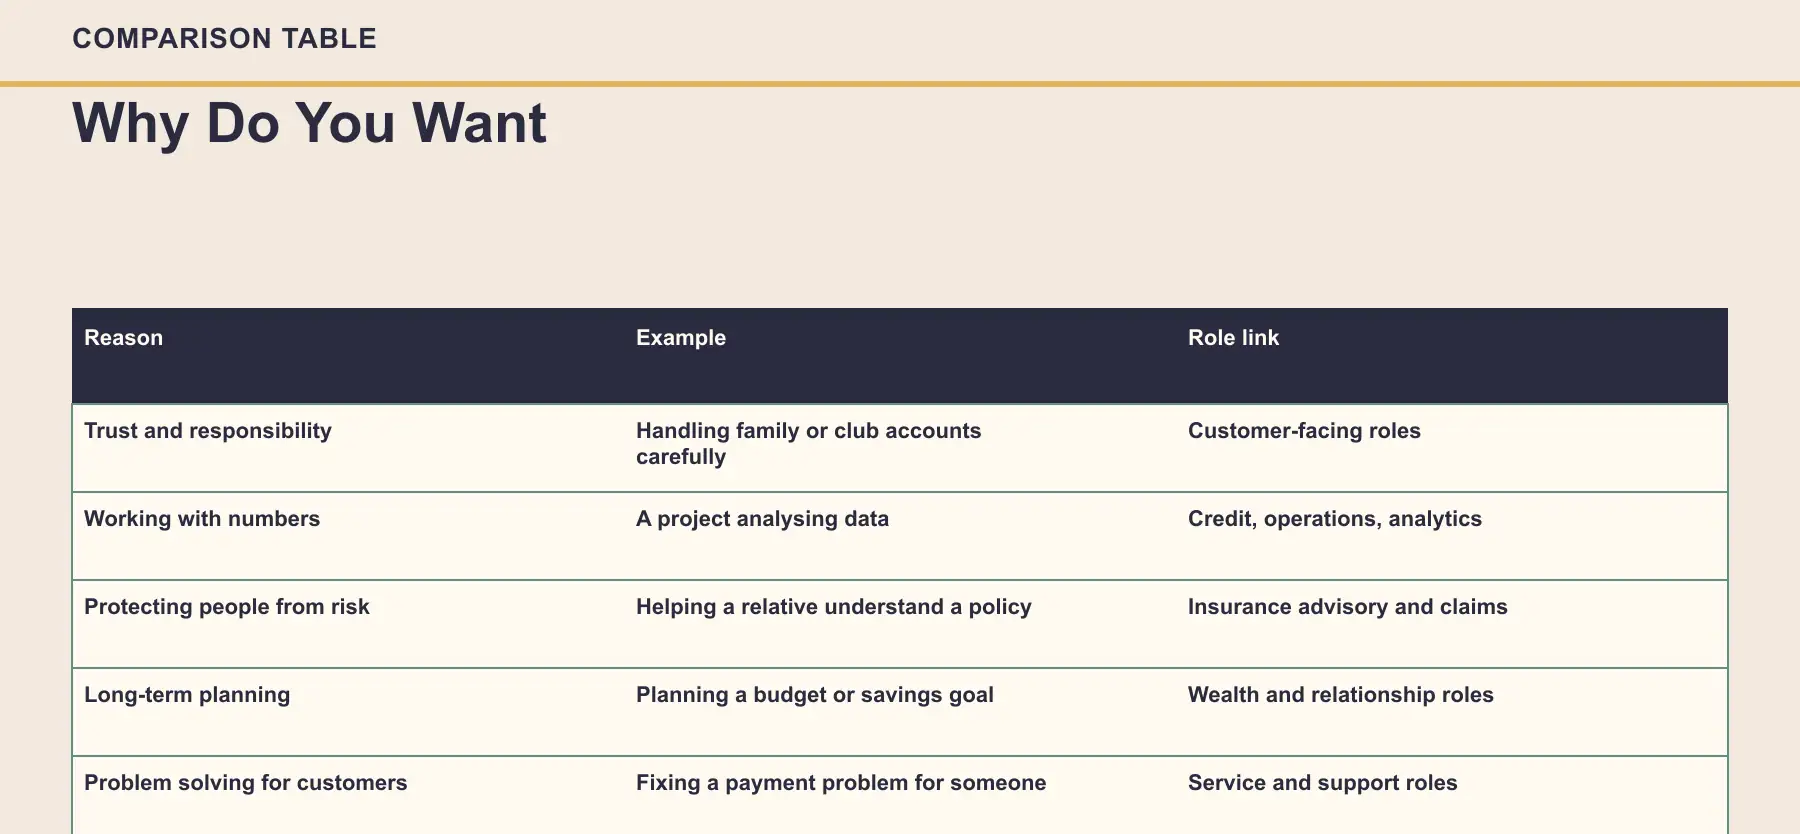 COMPARISON TABLE
Why Do You Want
Reason Example Role link
Trust and responsibility Handling family or club accounts carefully Customer-facing roles
Working with numbers A project analysing data Credit, operations, analytics
Protecting people from risk Helping a relative understand a policy Insurance advisory and claims
Long-term planning Planning a budget or savings goal Wealth and relationship roles
Problem solving for customers Fixing a payment problem for someone Service and support roles